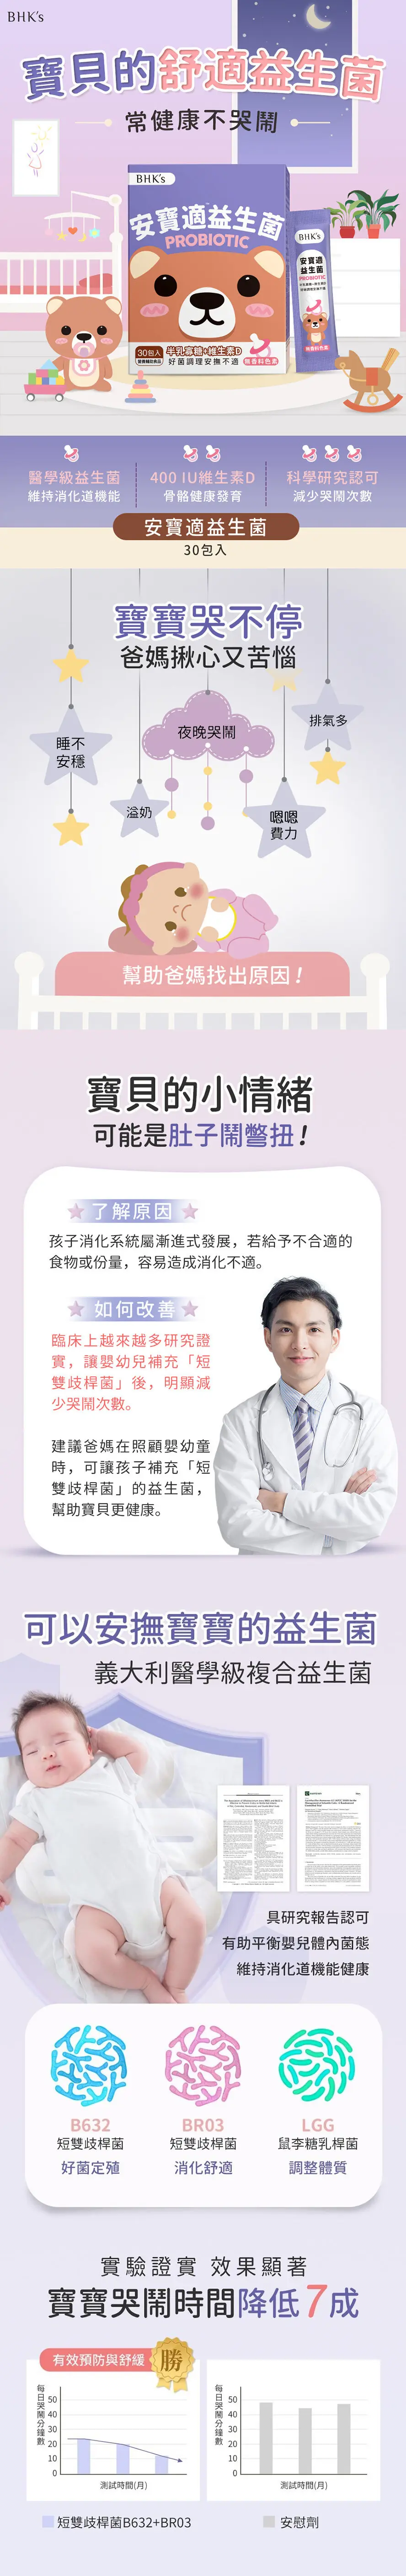 BHK's
寶貝的舒適益生菌
常健康不哭鬧
BHK's
安寶適益生菌
PROBIOTIC
30包入
半乳寡糖+維生素D
好菌調理安撫不適
無香料色素
BHK's
安寶適
益生菌
PROBIOTIC
無香料色素
醫學級益生菌
維持消化道機能
400 IU維生素D
骨骼健康發育
科學研究認可
減少哭鬧次數
安寶適益生菌
30包入
寶寶哭不停
爸媽揪心又苦惱
排氣多
夜晚哭鬧
睡不
安穩
溢奶
嗯嗯
費力
幫助爸媽找出原因!
寶貝的小情緒
可能是肚子鬧彆扭!
了解原因
孩子消化系統屬漸進式發展，若給予不合適的
食物或份量，容易造成消化不適。
如何改善
臨床上越來越多研究證
實，讓嬰幼兒補充「短
雙歧桿菌」後，明顯減
少哭鬧次數。
建議爸媽在照顧嬰幼童
時，可讓孩子補充「短
雙歧桿菌」的益生菌，
幫助寶貝更健康。
可以安撫寶寶的益生菌
義大利醫學級複合益生菌
具研究報告認可
有助平衡嬰兒體內菌態
維持消化道機能健康
B632
短雙歧桿菌
好菌定殖
BR03
短雙歧桿菌
消化舒適
LGG
鼠李糖乳桿菌
調整體質
實驗證實 效果顯著
寶寶哭鬧時間降低7成
有效預防與舒緩
勝
每日哭鬧分鐘數
50
40
30
20
10
0
測試時間(月)
每日哭鬧分鐘數
50
40
30
20
10
0
測試時間(月)
短雙歧桿菌B632+BR03
安慰劑